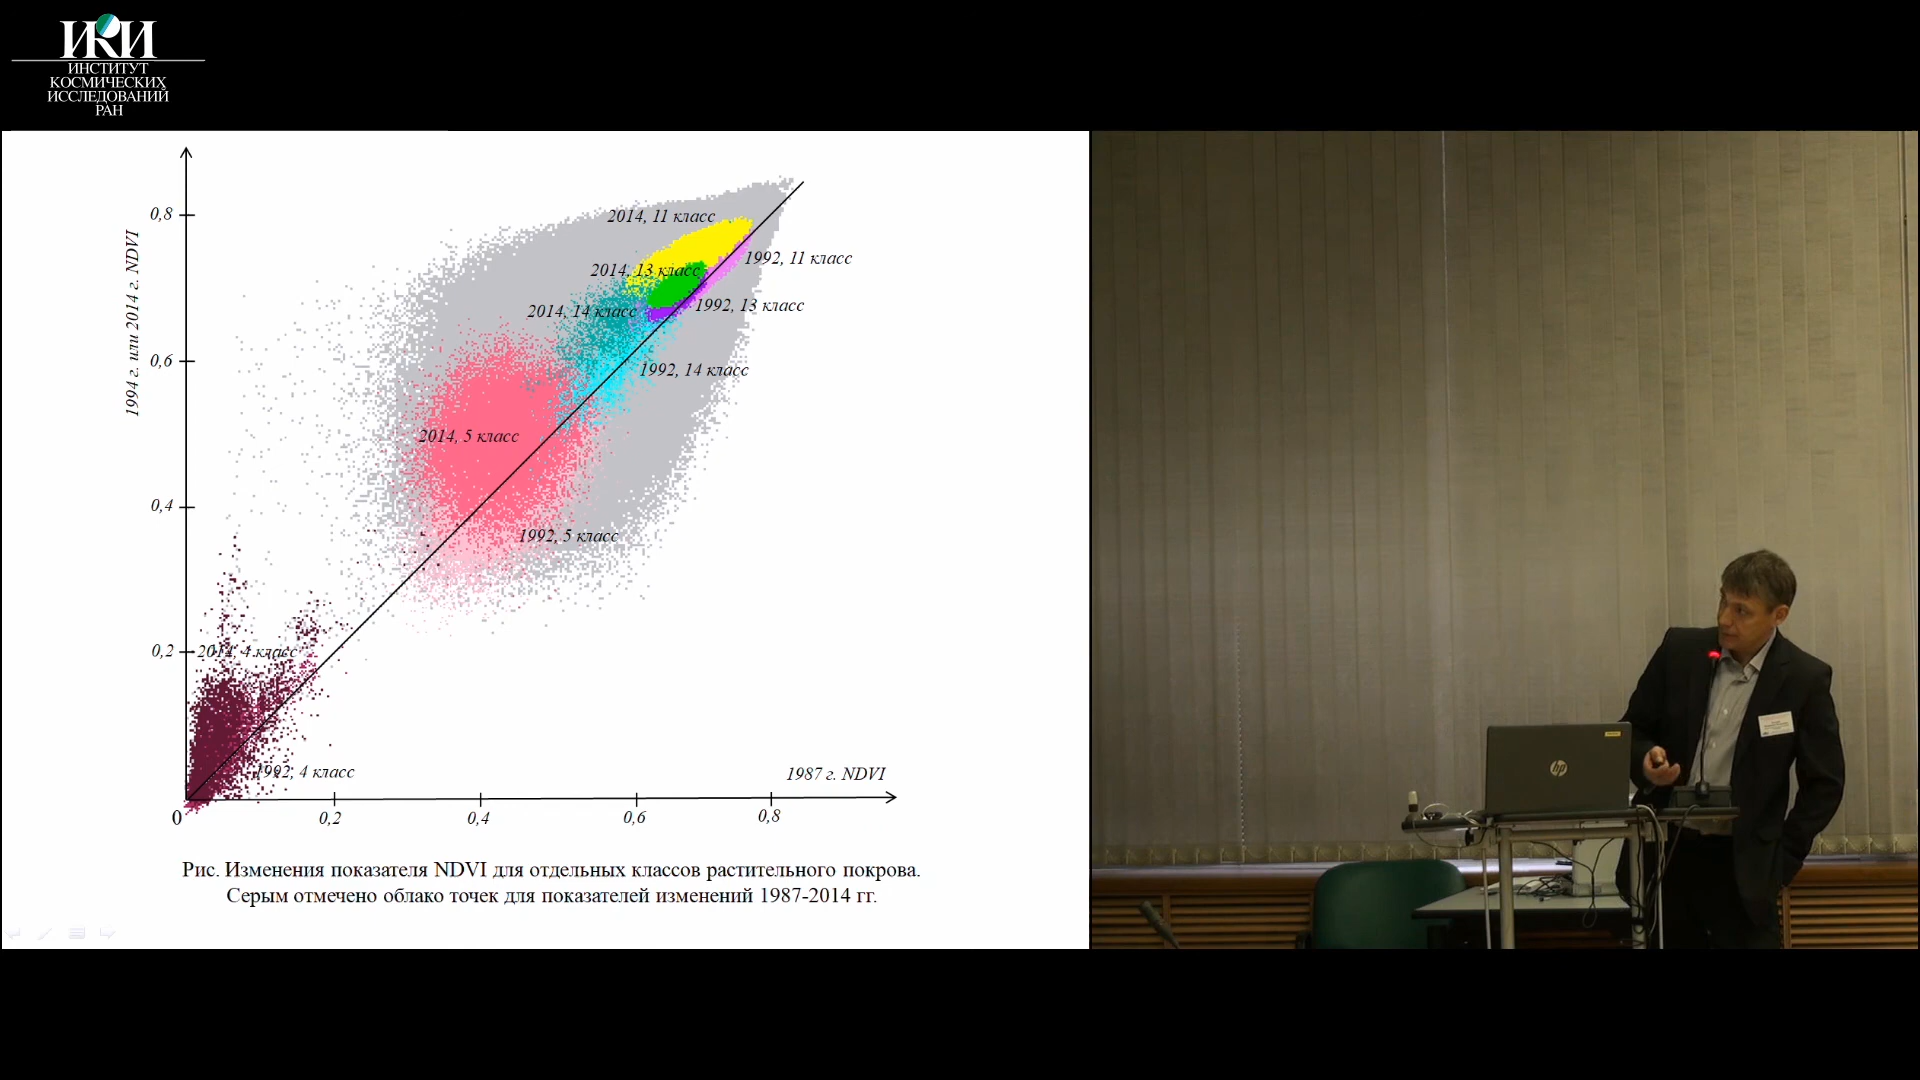 ИКИ
ИНСТИТУТ
КОСМИЧЕСКИХ
ИССЛЕДОВАНИЙ
РАН
1994 г. или 2014 г. NDVI
0,8
0,6
0,4
0,2
0
0,2
0,4
0,6
0,8
1987 г. NDVI
2014, 11 класс
1992, 11 класс
2014, 13 класс
1992, 13 класс
2014, 14 класс
1992, 14 класс
2014, 5 класс
1992, 5 класс
2014, 4 класс
1992, 4 класс
Рис. Изменения показателя NDVI для отдельных классов растительного покрова.
Серым отмечено облако точек для показателей изменений 1987-2014 гг.
hp